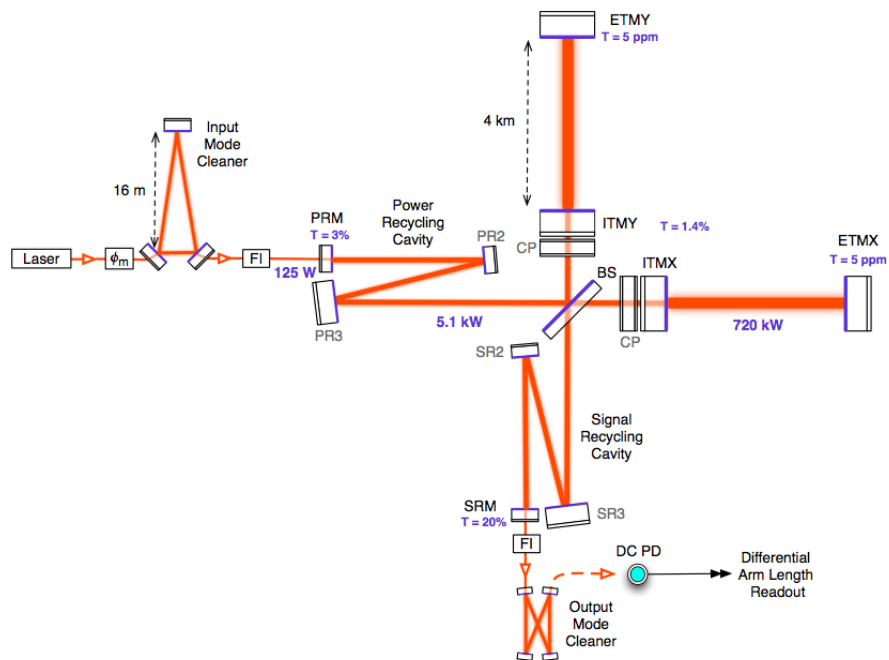 ETMY
T = 5 ppm
4 km
Input
Mode
Cleaner
16 m
Power
Recycling
Cavity
PRM
T = 3%
PR2
ITMY
T = 1.4%
CP
ITMX
ETMX
T = 5 ppm
Laser
ϕm
FI
125 W
BS
PR3
5.1 kW
CP
720 kW
SR2
Signal
Recycling
Cavity
SRM
T = 20%
SR3
FI
DC PD
Differential
Arm Length
Readout
Output
Mode
Cleaner